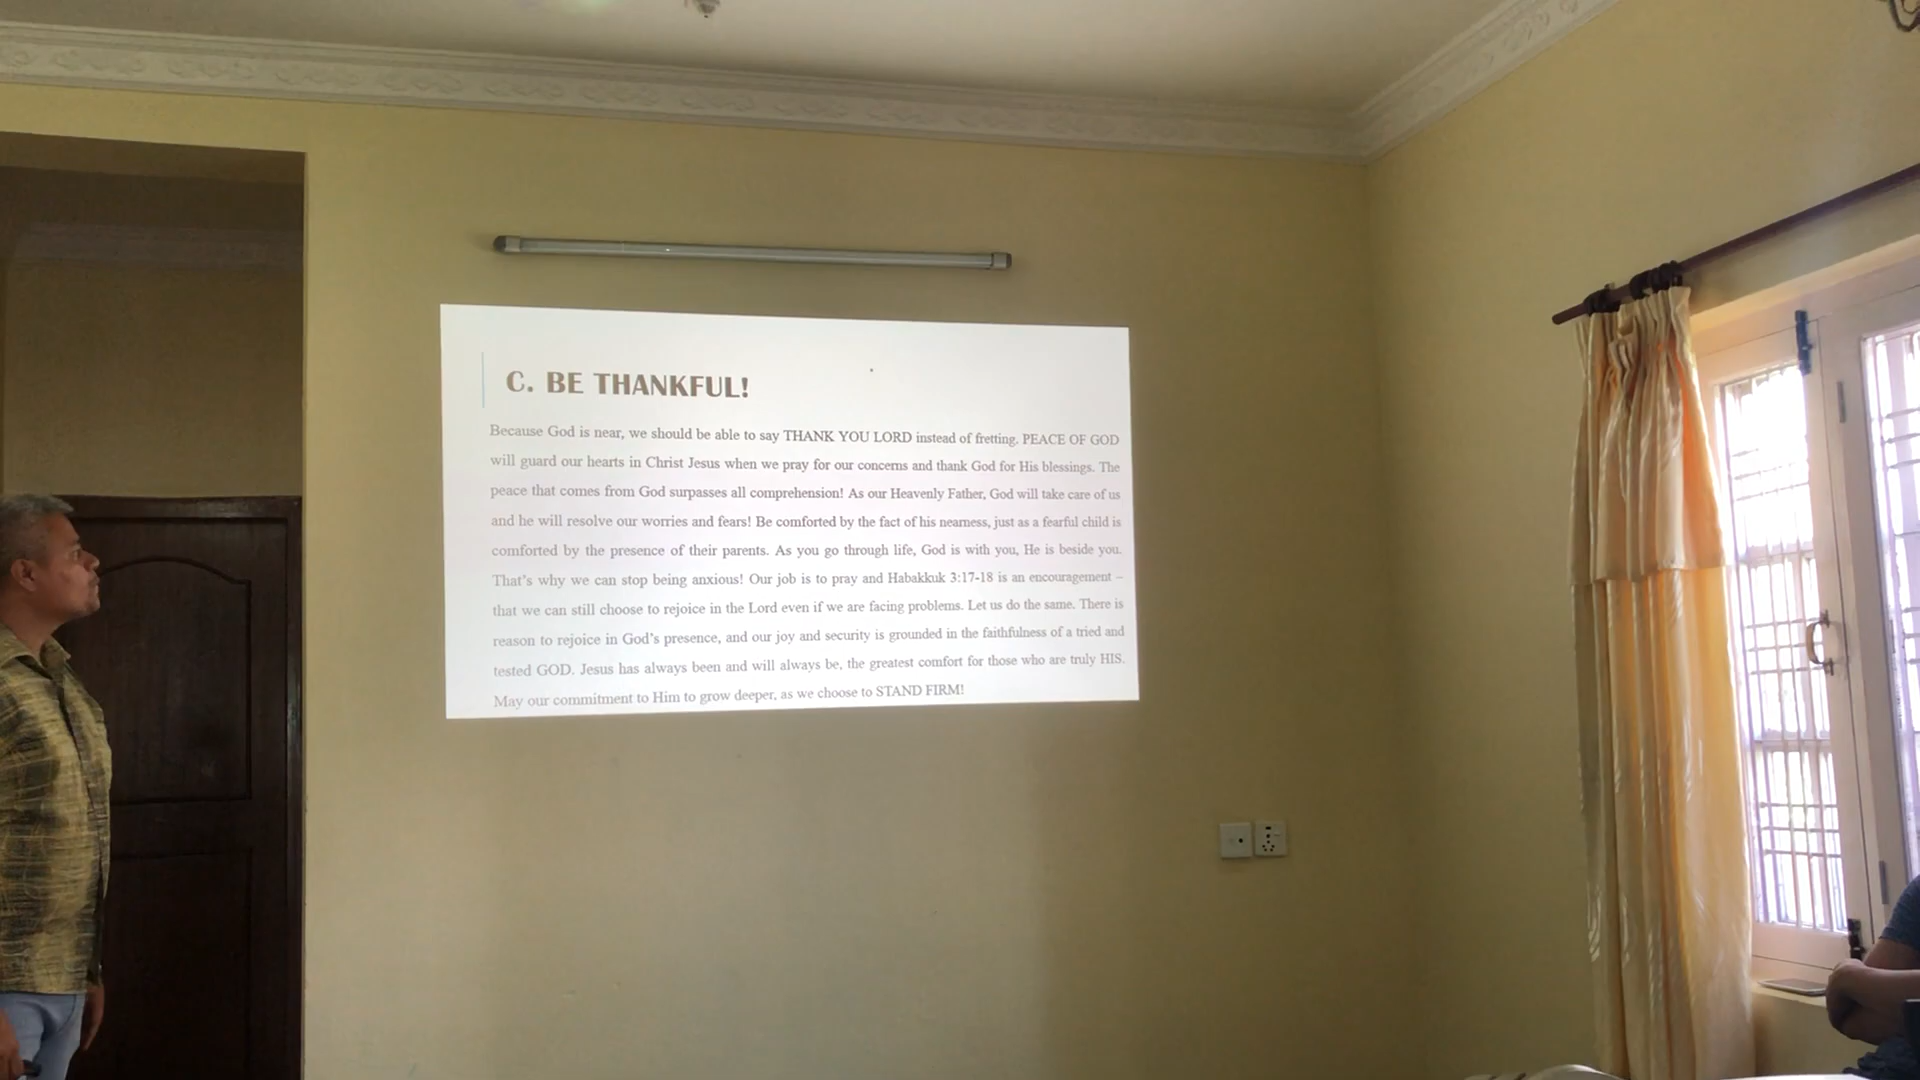 C. BE THANKFUL!
Because God is near, we should be able to say THANK YOU LORD instead of fretting. PEACE OF GOD
will guard our hearts in Christ Jesus when we pray for our concerns and thank God for His blessings. The
peace that comes from God surpasses all comprehension! As our Heavenly Father, God will take care of us
and he will resolve our worries and fears! Be comforted by the fact of his nearness, just as a fearful child is
comforted by the presence of their parents. As you go through life, God is with you, He is beside you.
That's why we can stop being anxious! Our job is to pray and Habakkuk 3:17-18 is an encouragement –
that we can still choose to rejoice in the Lord even if we are facing problems. Let us do the same. There is
reason to rejoice in God's presence, and our joy and security is grounded in the faithfulness of a tried and
tested GOD. Jesus has always been and will always be, the greatest comfort for those who are truly HIS.
May our commitment to Him to grow deeper, as we choose to STAND FIRM!